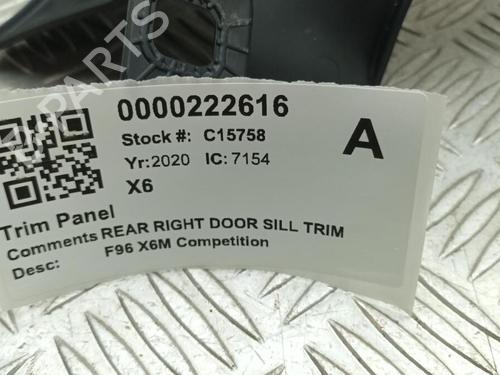 0000222616
A
Stock #: C15758
Yr:2020 IC:7154
X6
Trim Panel
Comments REAR RIGHT DOOR SILL TRIM
Desc: F96 X6M Competition